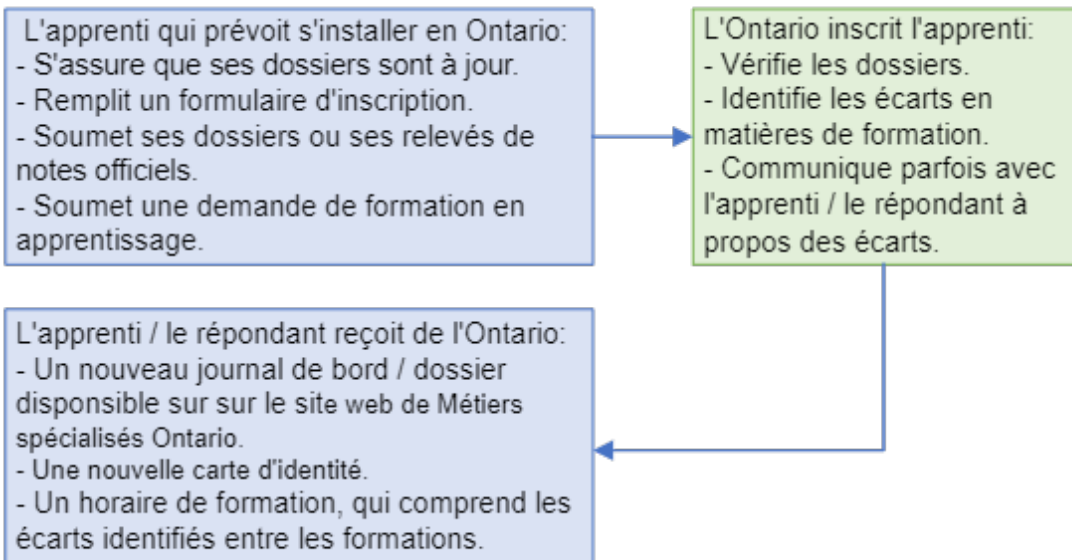 L'apprenti qui prévoit s'installer en Ontario:
- S'assure que ses dossiers sont à jour.
- Remplit un formulaire d'inscription.
- Soumet ses dossiers ou ses relevés de
notes officiels.
- Soumet une demande de formation en
apprentissage.
L'Ontario inscrit l'apprenti:
- Vérifie les dossiers.
- Identifie les écarts en
matières de formation.
- Communique parfois avec
l'apprenti / le répondant à
propos des écarts.
L'apprenti / le répondant reçoit de l'Ontario:
- Un nouveau journal de bord / dossier
disponsible sur sur le site web de Métiers
spécialisés Ontario.
- Une nouvelle carte d'identité.
- Un horaire de formation, qui comprend les
écarts identifiés entre les formations.